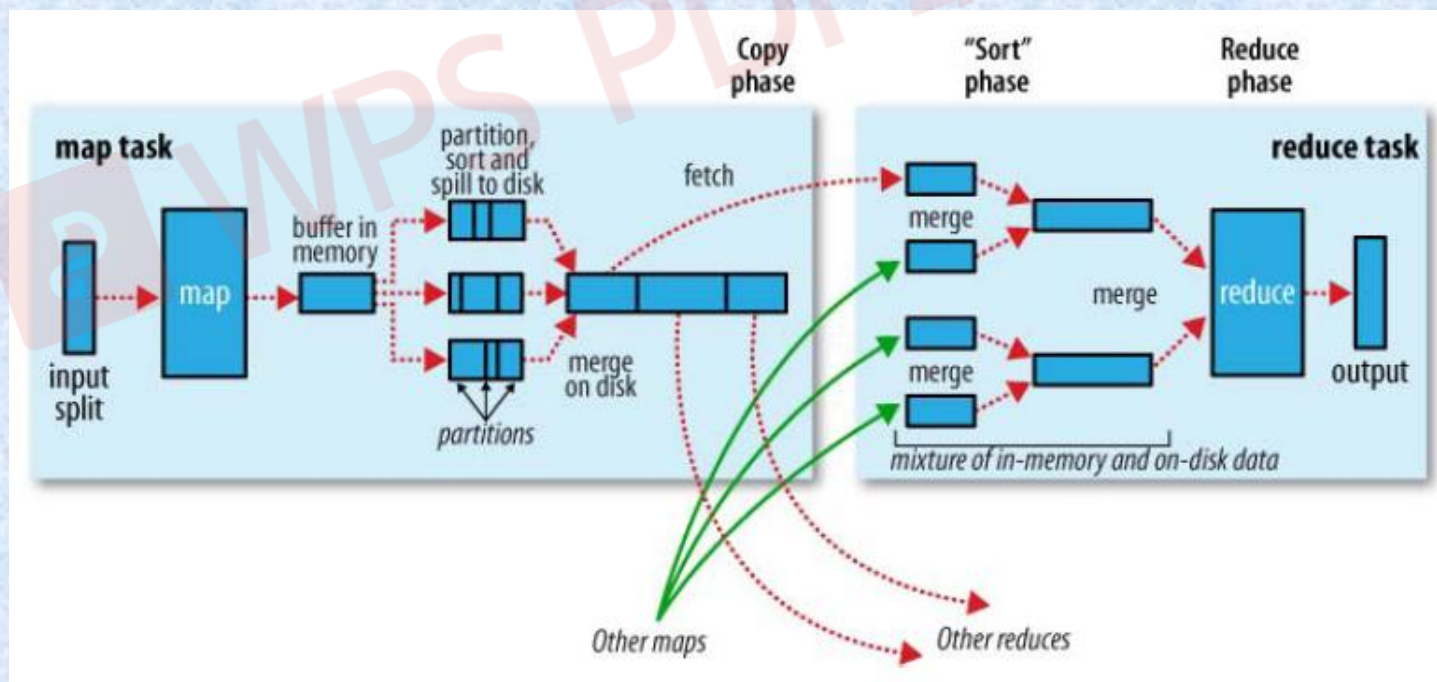 WPS PDF
Copy
phase
"Sort"
phase
Reduce
phase
map task
partition,
sort and
spill to disk
fetch
reduce task
buffer in
memory
merge
map
merge
reduce
input
split
merge
on disk
merge
output
partitions
mixture of in-memory and on-disk data
Other maps
Other reduces